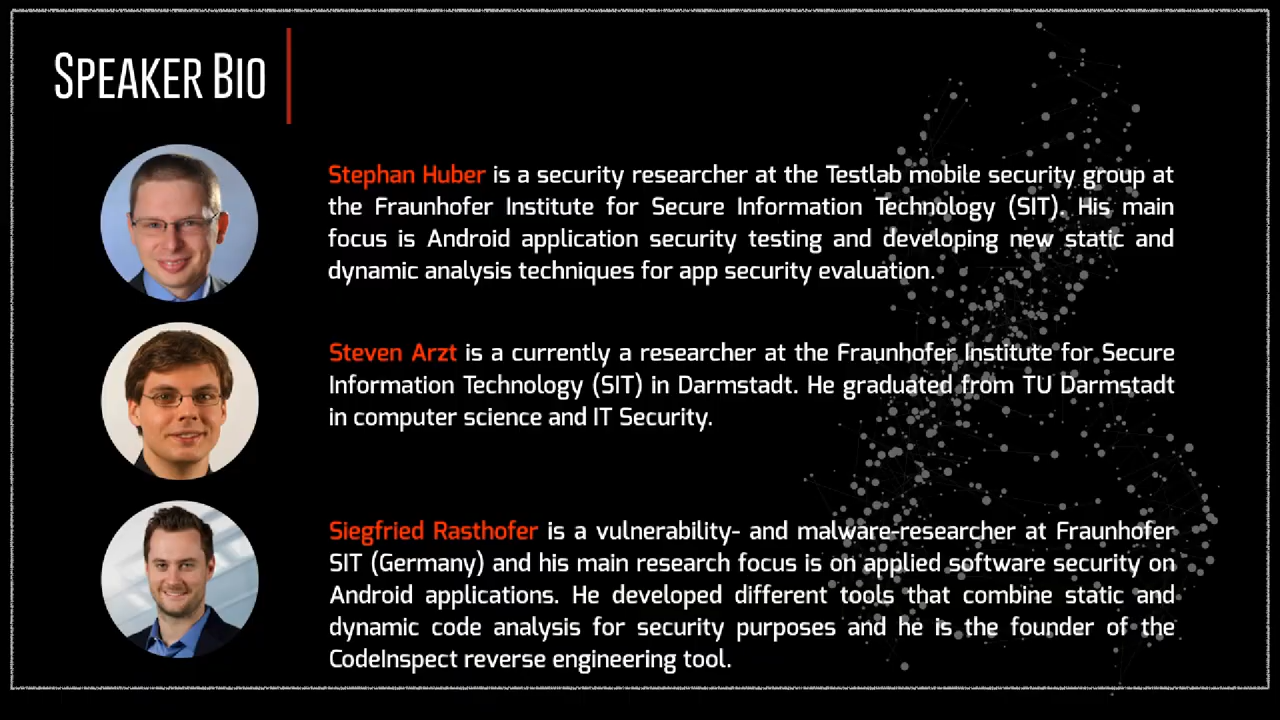 SPEAKER BIO
Stephan Huber is a security researcher at the Testlab mobile security group at
the Fraunhofer Institute for Secure Information Technology (SIT). His main
focus is Android application security testing and developing new static and
dynamic analysis techniques for app security evaluation.
Steven Arzt is a currently a researcher at the Fraunhofer Institute for Secure
Information Technology (SIT) in Darmstadt. He graduated from TU Darmstadt
in computer science and IT Security.
Siegfried Rasthofer is a vulnerability- and malware-researcher at Fraunhofer
SIT (Germany) and his main research focus is on applied software security on
Android applications. He developed different tools that combine static and
dynamic code analysis for security purposes and he is the founder of the
CodeInspect reverse engineering tool.